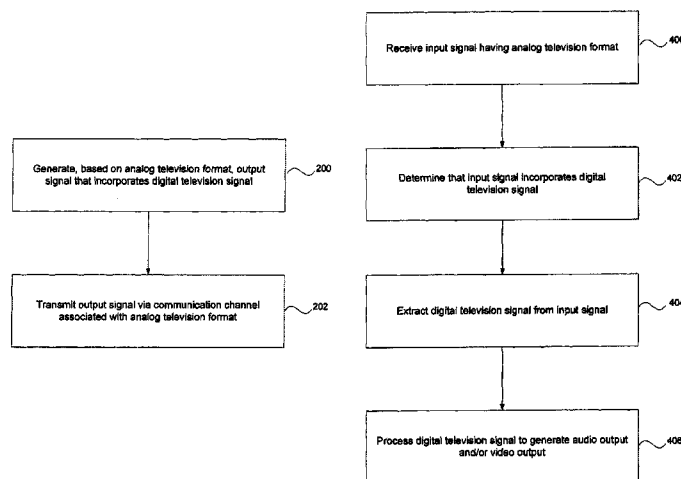 Generate, based on analog television format, output
signal that incorporates digital television signal
200
Transmit output signal via communication channel
associated with analog television format
202
Receive input signal having analog television format
400
Determine that input signal incorporates digital
television signal
402
Extract digital television signal from input signal
404
Process digital television signal to generate audio output
and/or video output
406